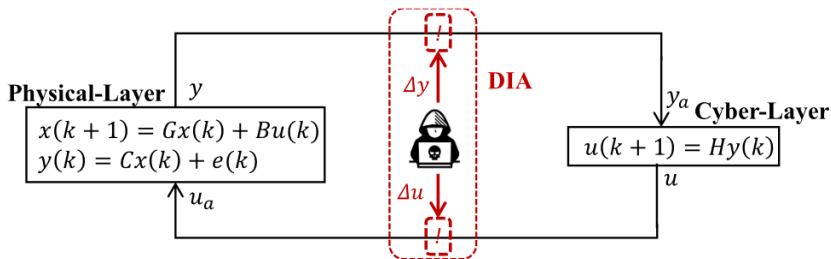 y
!
Physical-Layer
Δy
DIA
y_a
Cyber-Layer
x(k + 1) = Gx(k) + Bu(k)
y(k) = Cx(k) + e(k)
u(k + 1) = Hy(k)
u_a
Δu
u
!